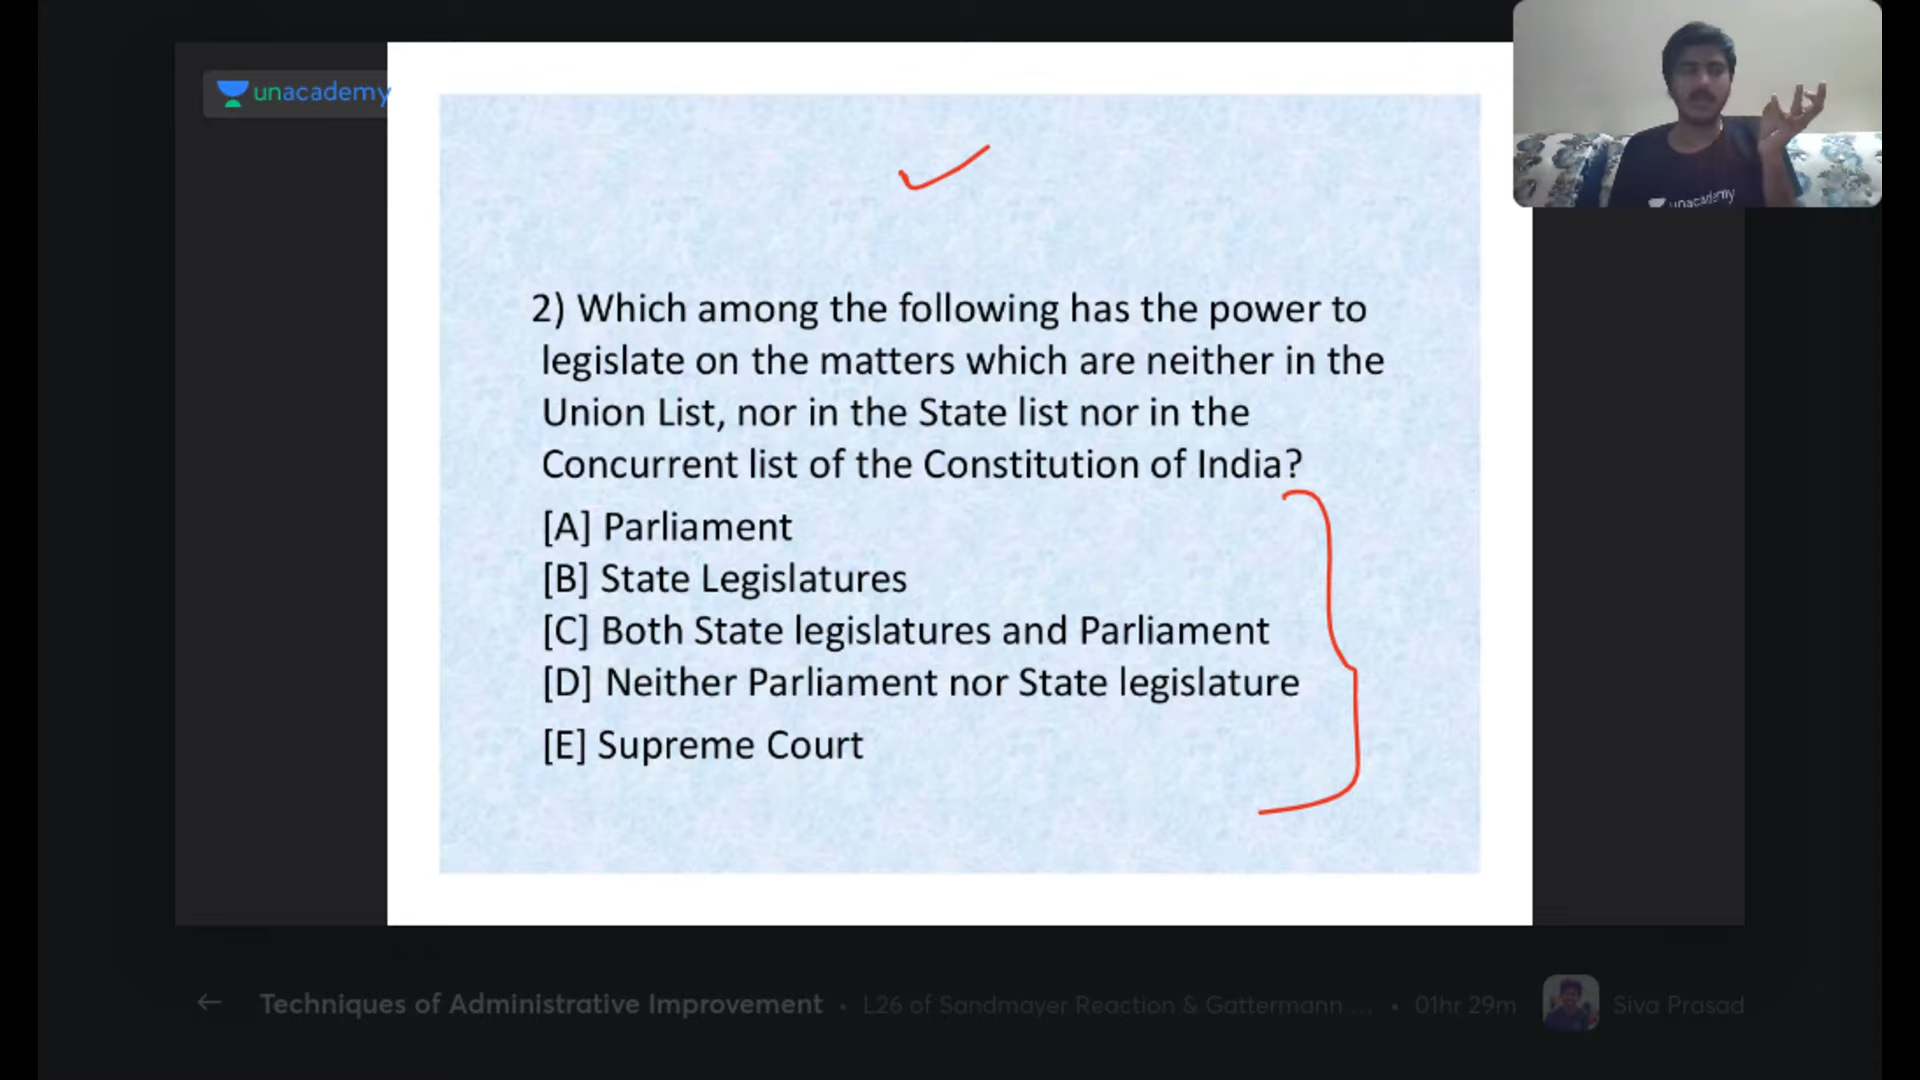 unacademy
unacademy
2) Which among the following has the power to
legislate on the matters which are neither in the
Union List, nor in the State list nor in the
Concurrent list of the Constitution of India?
[A] Parliament
[B] State Legislatures
[C] Both State legislatures and Parliament
[D] Neither Parliament nor State legislature
[E] Supreme Court
Techniques of Administrative Improvement • L26 of Sandmayer Reaction & Gattermann ... • 01hr 29m Siva Prasad